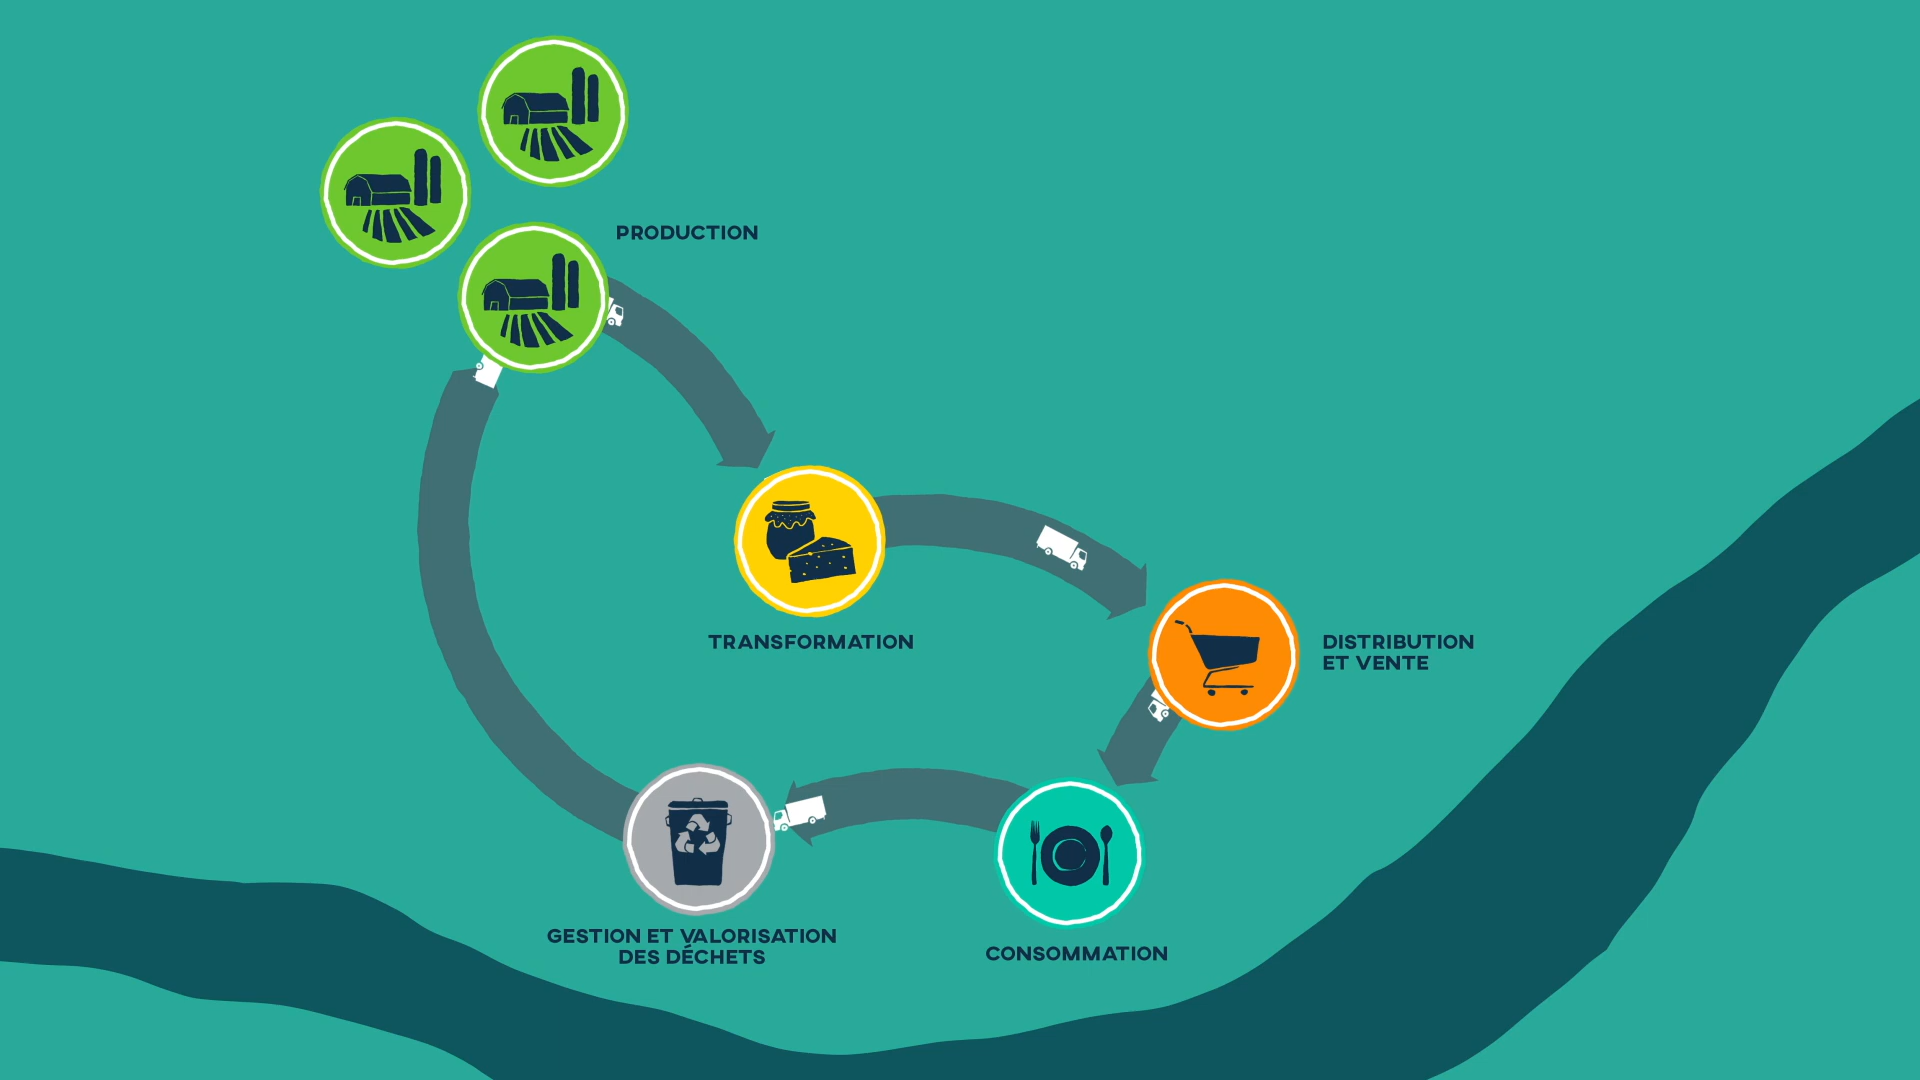 PRODUCTION
TRANSFORMATION
DISTRIBUTION
ET VENTE
GESTION ET VALORISATION
DES DÉCHETS
CONSOMMATION